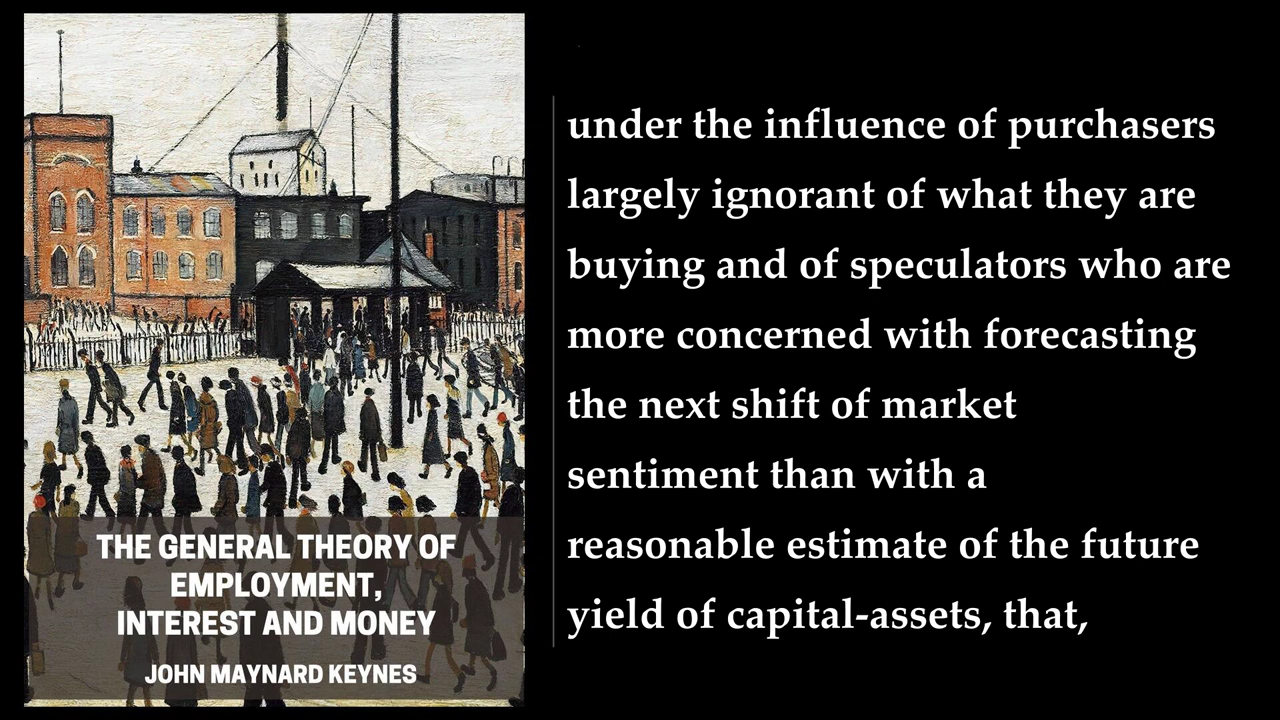 THE GENERAL THEORY OF
EMPLOYMENT,
INTEREST AND MONEY
JOHN MAYNARD KEYNES
under the influence of purchasers
largely ignorant of what they are
buying and of speculators who are
more concerned with forecasting
the next shift of market
sentiment than with a
reasonable estimate of the future
yield of capital-assets, that,